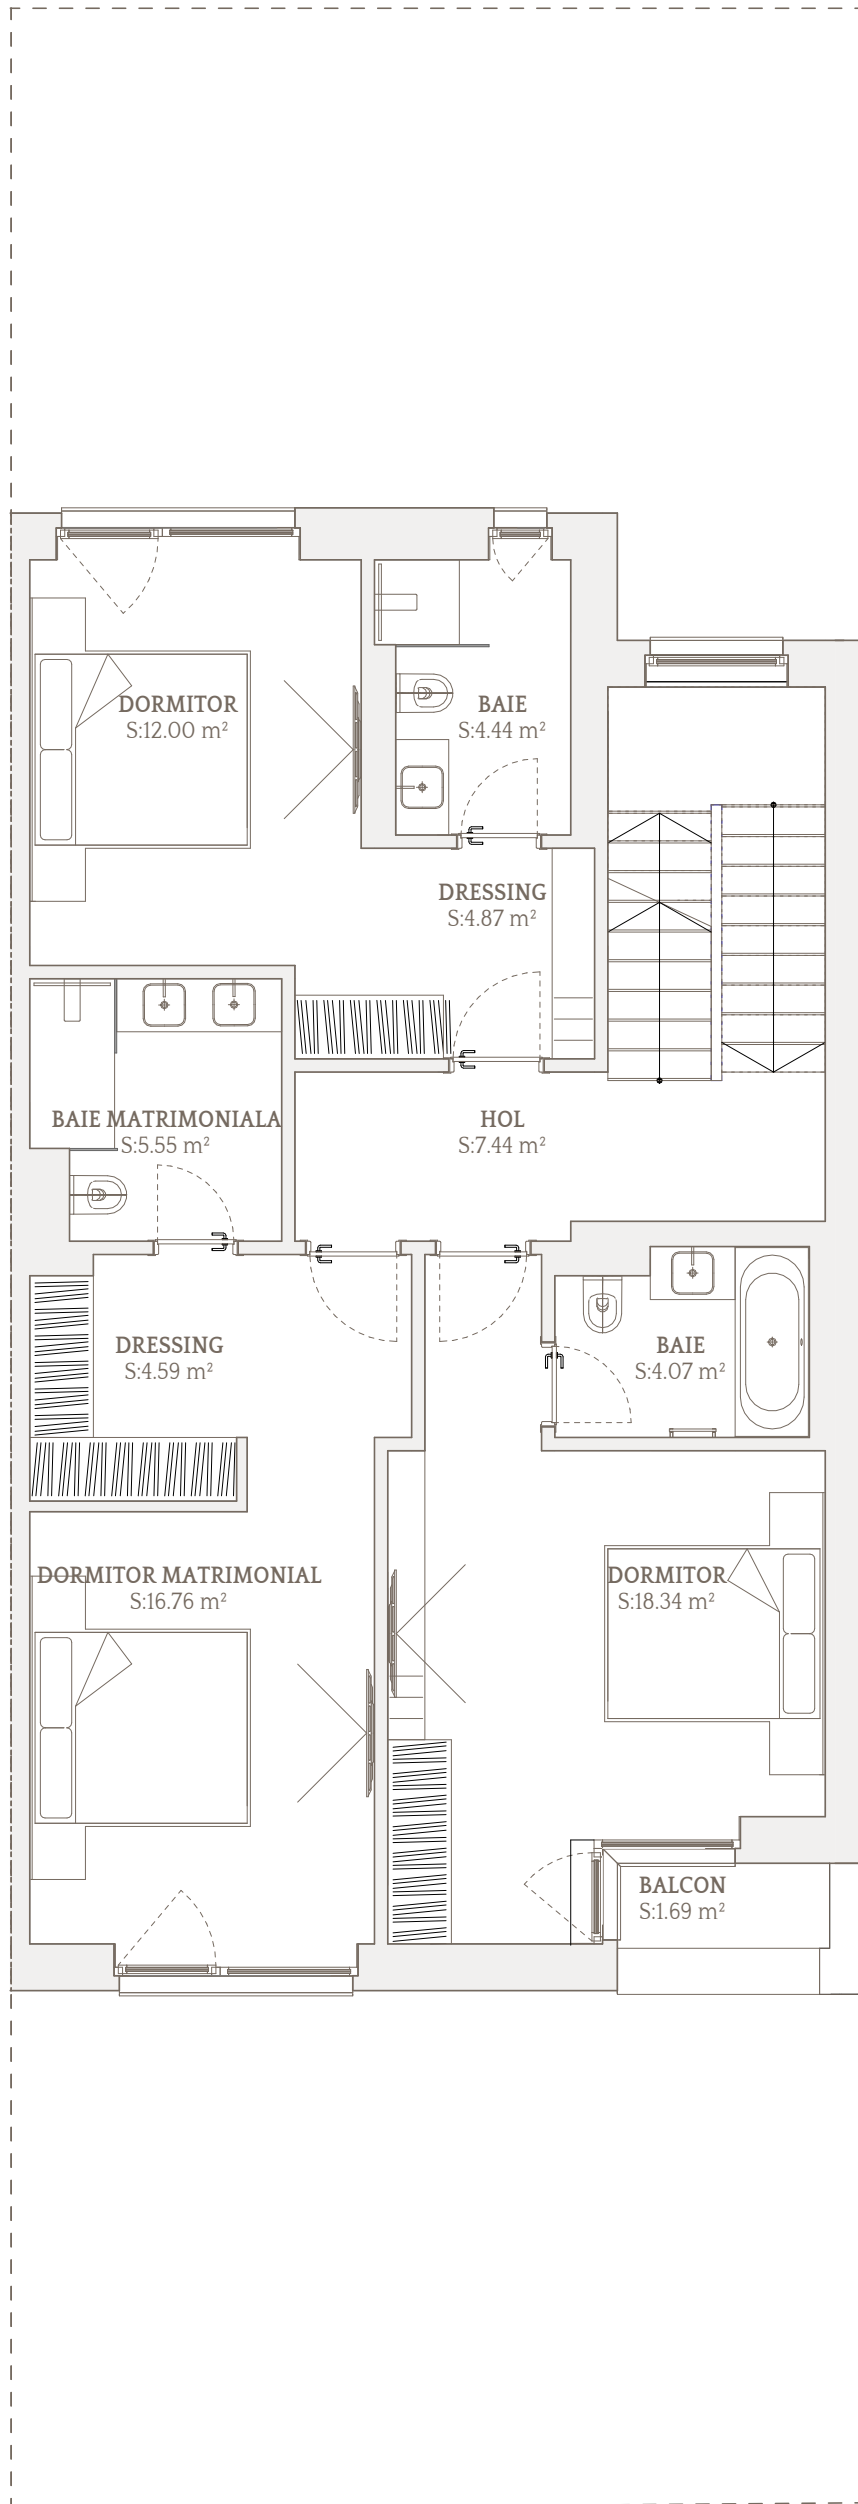 DORMITOR
S:12.00 m²
BAIE
S:4.44 m²
DRESSING
S:4.87 m²
BAIE MATRIMONIALA
S:5.55 m²
HOL
S:7.44 m²
DRESSING
S:4.59 m²
BAIE
S:4.07 m²
DORMITOR MATRIMONIAL
S:16.76 m²
DORMITOR
S:18.34 m²
BALCON
S:1.69 m²